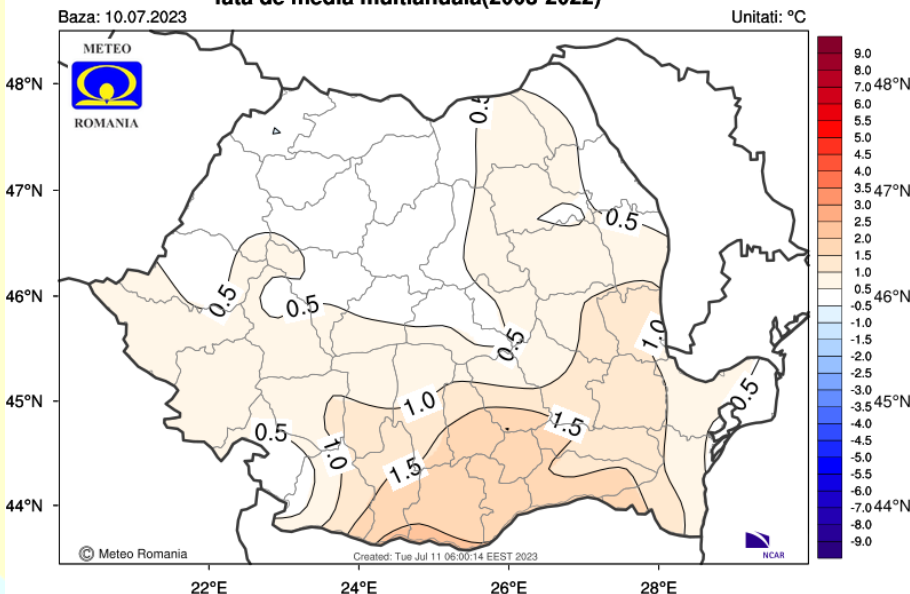 fata de media multianuala
Baza: 10.07.2023
Unitati: °C
METEO
ROMANIA
48°N
47°N
46°N
45°N
44°N
0.5
0.5
0.5
0.5
0.5
1.0
0.5
1.0
1.5
0.5
1.0
1.5
9.0
8.0
7.0
6.0
5.5
5.0
4.5
4.0
3.5
3.0
2.5
2.0
1.5
1.0
0.5
-0.5
-1.0
-1.5
-2.0
-2.5
-3.0
-3.5
-4.0
-4.5
-5.0
-5.5
-6.0
-7.0
-8.0
-9.0
48°N
47°N
46°N
45°N
44°N
© Meteo Romania
Created: Tue Jul 11 06:00:14 EEST 2023
NCAR
22°E
24°E
26°E
28°E